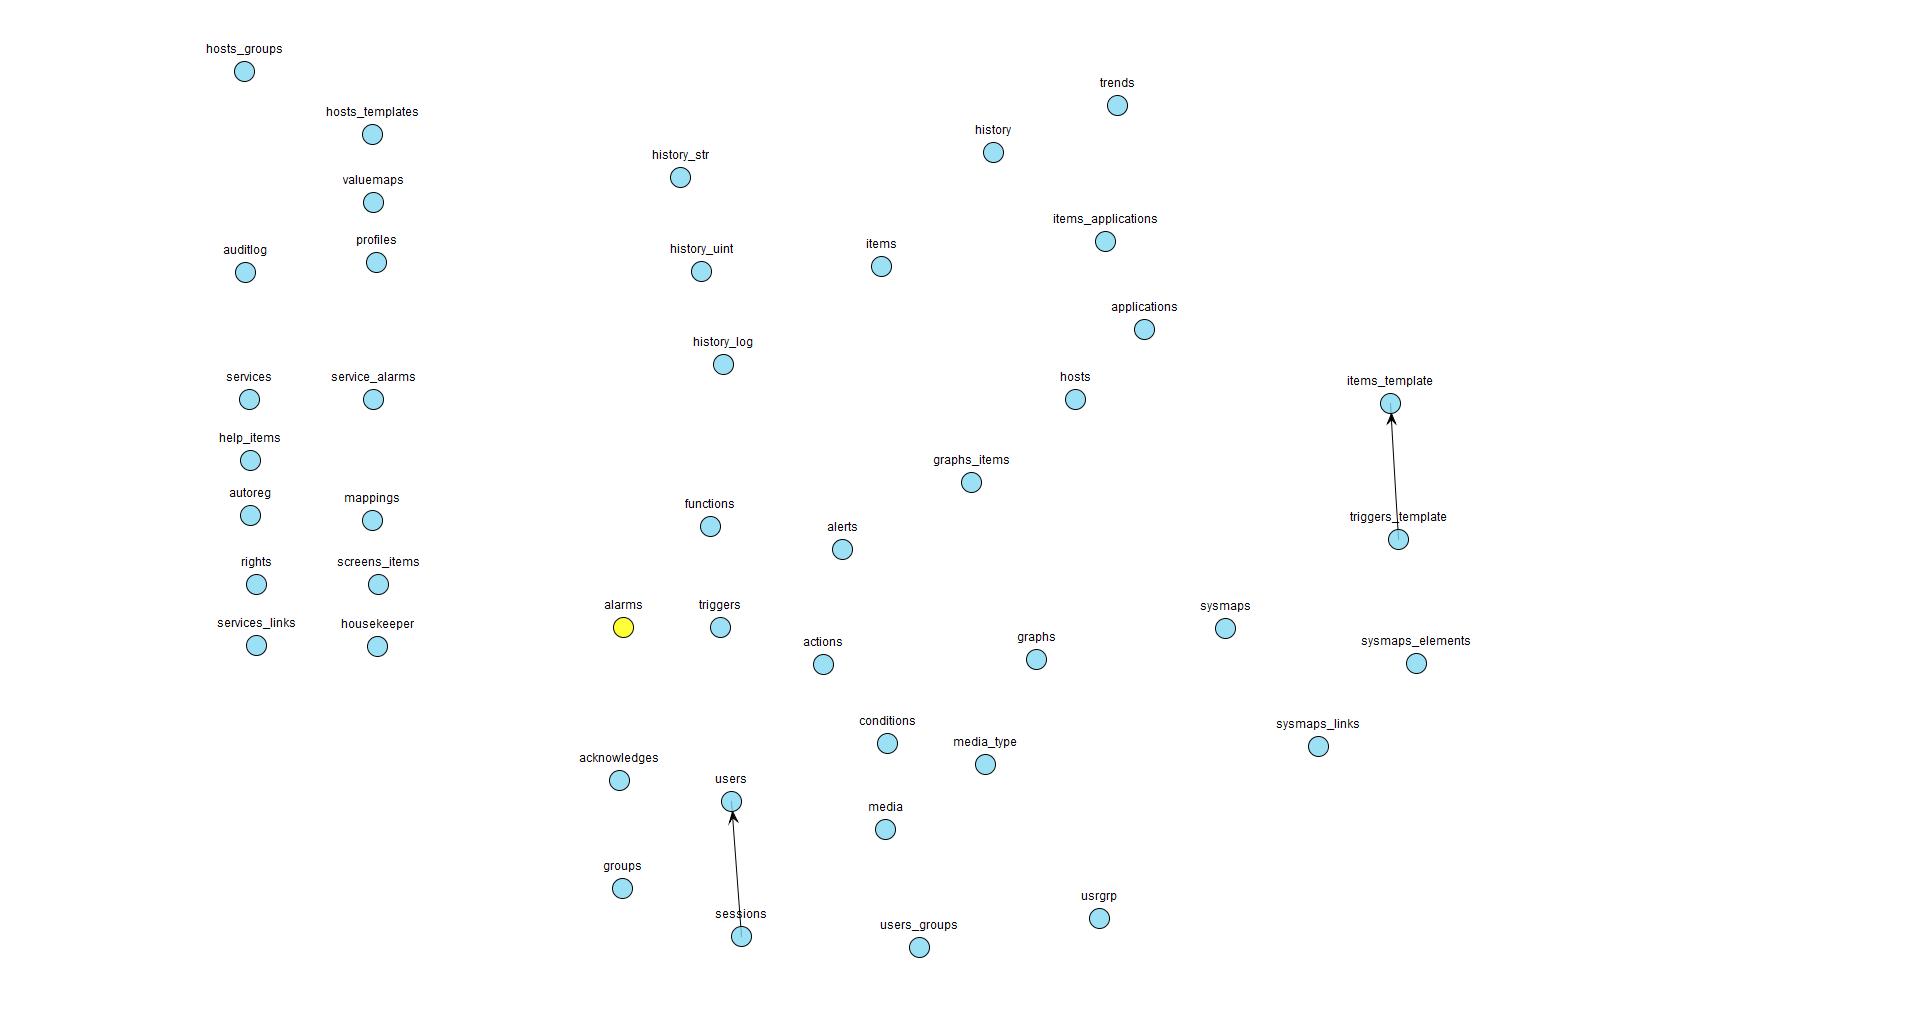 hosts_groups
trends
hosts_templates
history
history_str
valuemaps
items_applications
profiles
auditlog
history_uint
items
applications
history_log
services
service_alarms
hosts
items_template
help_items
graphs_items
autoreg
mappings
functions
triggers_template
alerts
rights
screens_items
alarms
triggers
sysmaps
services_links
housekeeper
actions
graphs
sysmaps_elements
conditions
sysmaps_links
media_type
acknowledges
users
media
groups
usrgrp
sessions
users_groups